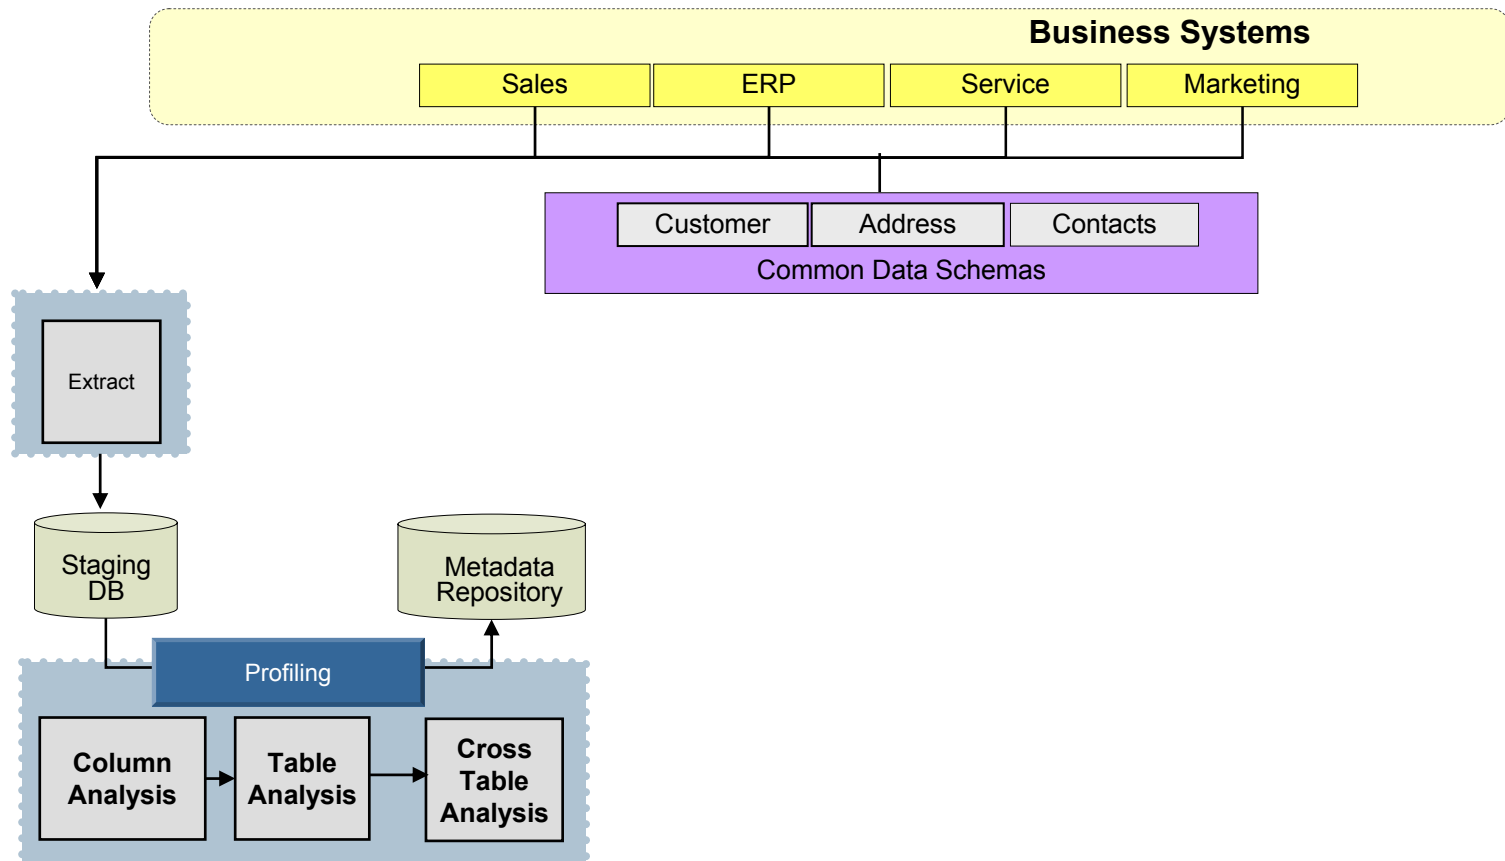 Business Systems
Sales
ERP
Service
Marketing
Customer
Address
Contacts
Common Data Schemas
Extract
Staging
DB
Metadata
Repository
Profiling
Column
Analysis
Table
Analysis
Cross
Table
Analysis